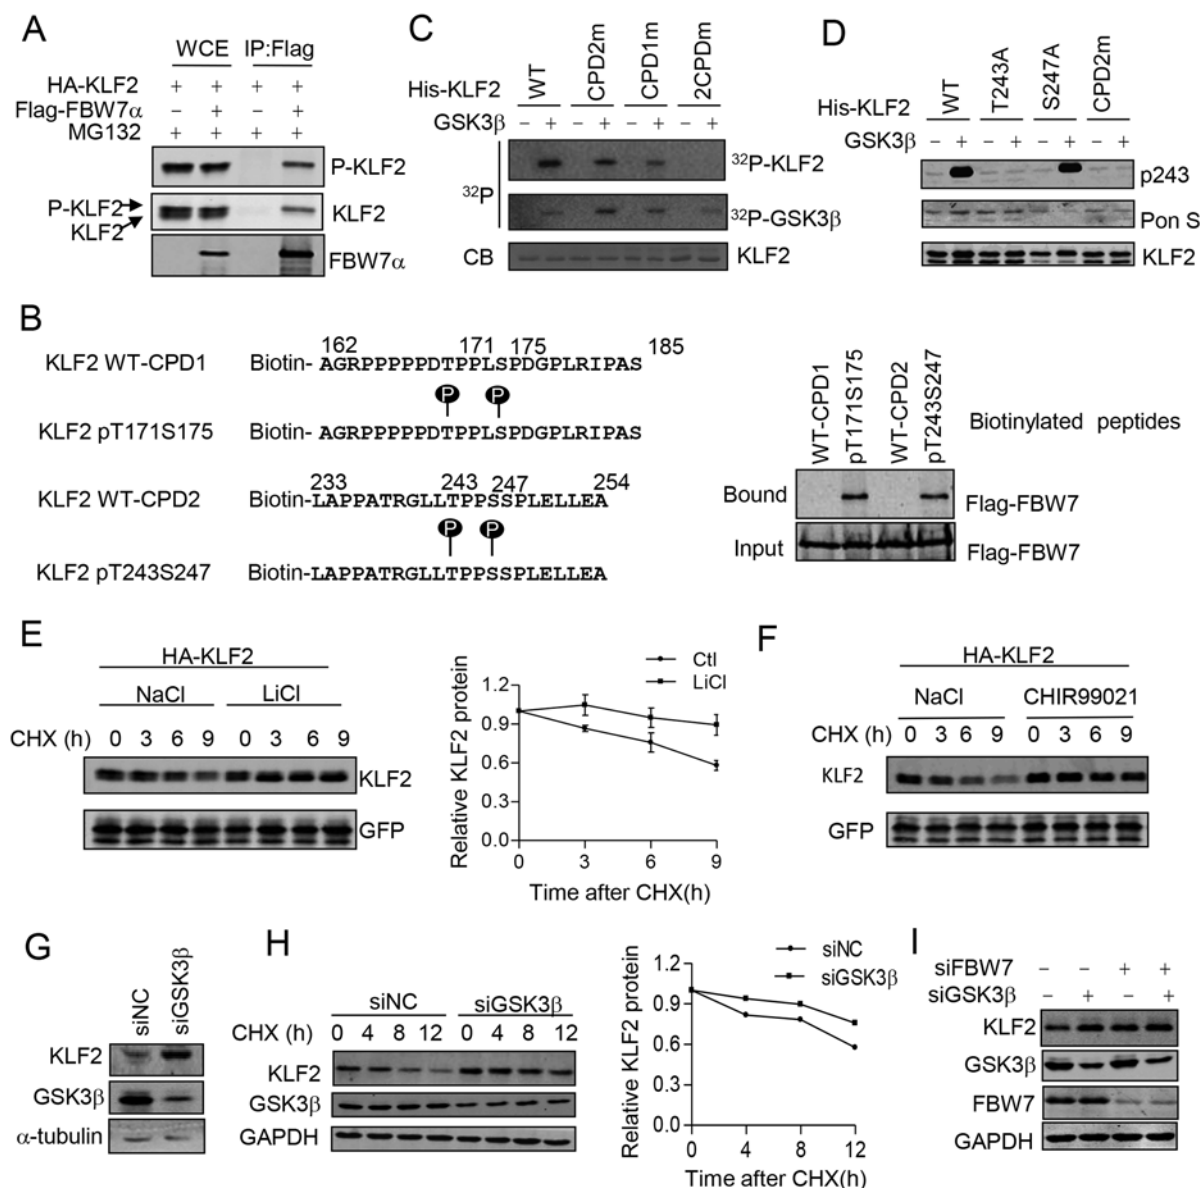 A
WCE IP:Flag
HA-KLF2 + + + +
Flag-FBW7α − + − +
MG132 + + + +
P-KLF2
P-KLF2
KLF2
KLF2
FBW7α
C
His-KLF2 WT CPD2m CPD1m 2CPDm
GSK3β − + − + − + − +
³²P
³²P-KLF2
³²P-GSK3β
CB KLF2
D
His-KLF2 WT T243A S247A CPD2m
GSK3β − + − + − + − +
p243
Pon S
KLF2
B
162 171 175 185
KLF2 WT-CPD1 Biotin- AGRPPPPPDTPPLSPDGPLRIPAS
P P
KLF2 pT171S175 Biotin- AGRPPPPPDTPPLSPDGPLRIPAS
233 243 247 254
KLF2 WT-CPD2 Biotin-LAPPATRGLLTPPSSPLELLEA
P P
KLF2 pT243S247 Biotin-LAPPATRGLLTPPSSPLELLEA
WT-CPD1 pT171S175 WT-CPD2 pT243S247
Biotinylated peptides
Bound Flag-FBW7
Input Flag-FBW7
E
HA-KLF2
NaCl LiCl
CHX (h) 0 3 6 9 0 3 6 9
KLF2
GFP
Ctl
LiCl
Relative KLF2 protein
1.2
0.9
0.6
0.3
0.0
0 3 6 9
Time after CHX(h)
F
HA-KLF2
NaCl CHIR99021
CHX (h) 0 3 6 9 0 3 6 9
KLF2
GFP
G
siNC siGSK3β
KLF2
GSK3β
α-tubulin
H
siNC siGSK3β
CHX (h) 0 4 8 12 0 4 8 12
KLF2
GSK3β
GAPDH
siNC
siGSK3β
Relative KLF2 protein
1.2
0.9
0.6
0.3
0.0
0 4 8 12
Time after CHX(h)
I
siFBW7 − − + +
siGSK3β − + − +
KLF2
GSK3β
FBW7
GAPDH